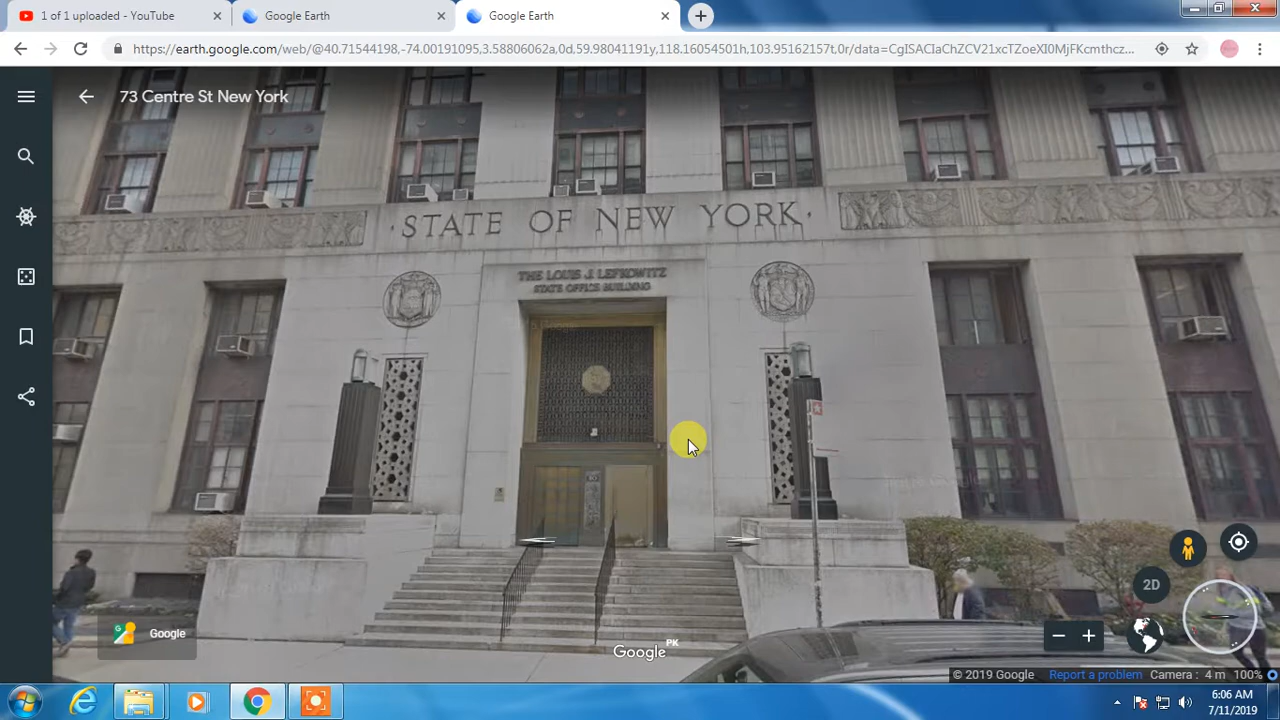 1 of 1 uploaded - YouTube
Google Earth
Google Earth
https://earth.google.com/web/@40.71544198,-74.00191095,3.58806062a,0d,59.98041191y,118.16054501h,103.95162157t,0r/data=CgISACIaChZCV21xcTZoeXI0MjFKcmthcz...
73 Centre St New York
· STATE OF NEW YORK ·
THE LOUIS J. LEFKOWITZ
STATE OFFICE BUILDING
80
2D
Google
Google
PK
© 2019 Google
Report a problem
Camera : 4 m 100%
6:06 AM
7/11/2019